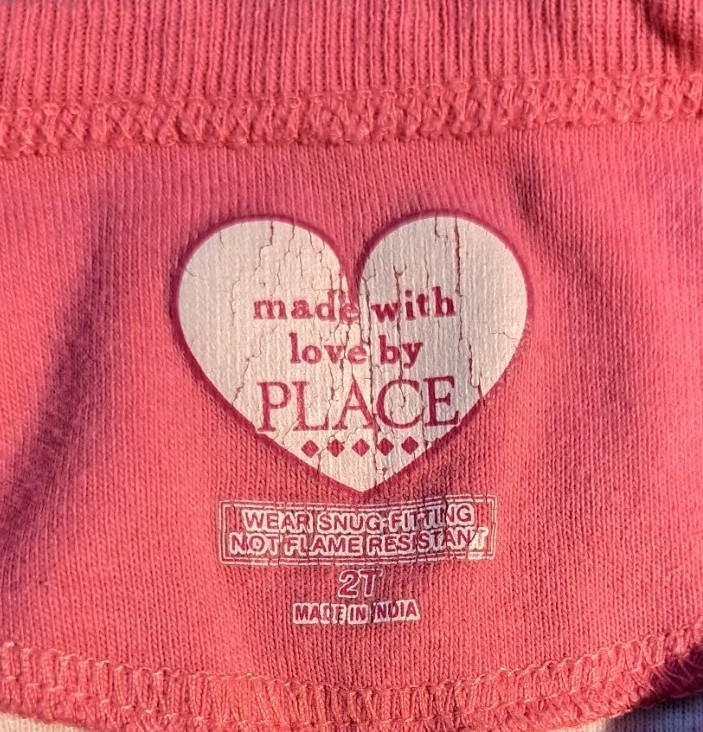 made with
love by
PLACE
WEAR SNUG-FITTING
NOT FLAME RESISTANT
2T
MADE IN INDIA